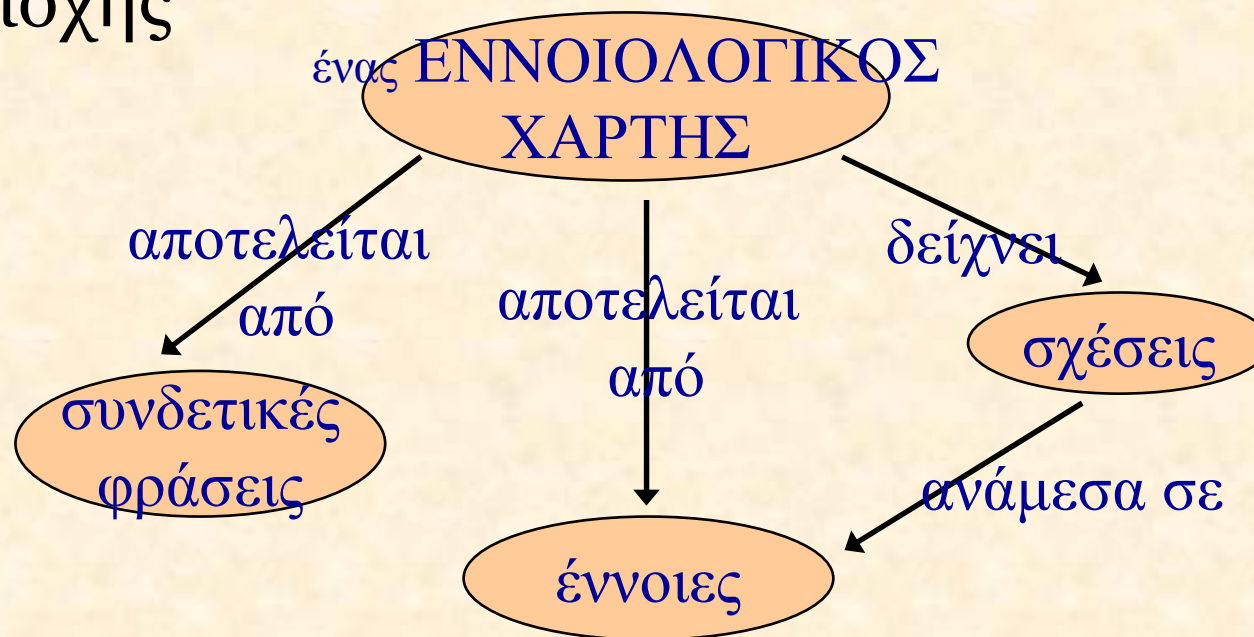 ένας ΕΝΝΟΙΟΛΟΓΙΚΟΣ
ΧΑΡΤΗΣ
αποτελείται
από
αποτελείται
από
δείχνει
σχέσεις
συνδετικές
φράσεις
ανάμεσα σε
έννοιες